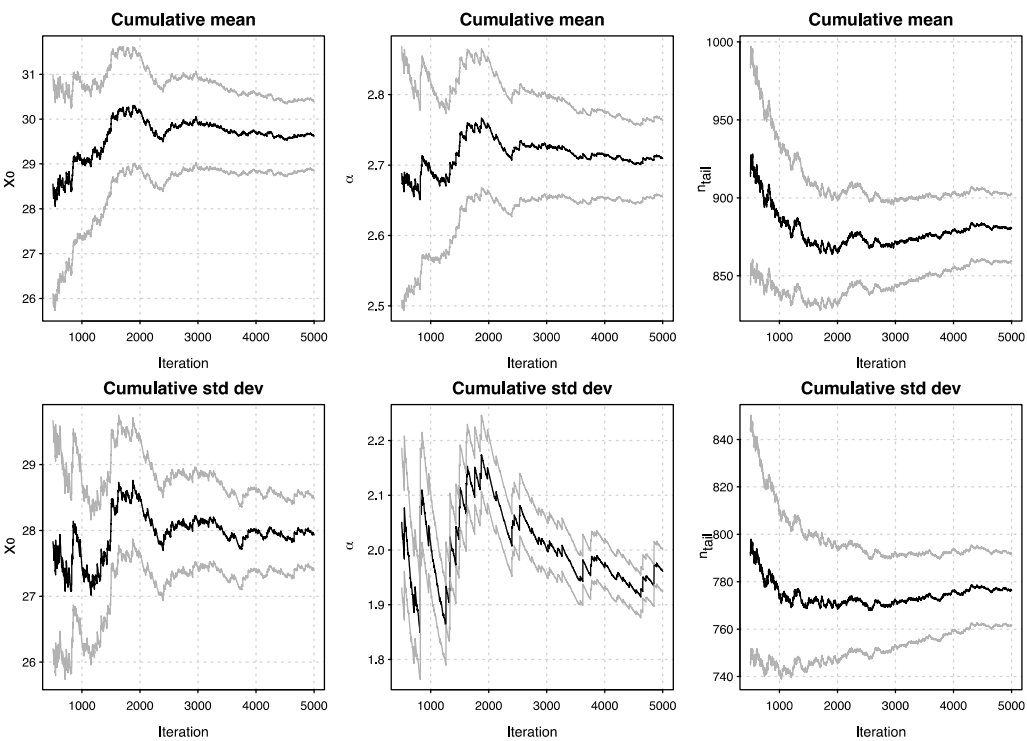 Cumulative mean
x₀
31
30
29
28
27
26
1000 2000 3000 4000 5000
Iteration
Cumulative mean
α
2.8
2.7
2.6
2.5
1000 2000 3000 4000 5000
Iteration
Cumulative mean
n_tail
1000
950
900
850
1000 2000 3000 4000 5000
Iteration
Cumulative std dev
x₀
29
28
27
26
1000 2000 3000 4000 5000
Iteration
Cumulative std dev
α
2.2
2.1
2.0
1.9
1.8
1000 2000 3000 4000 5000
Iteration
Cumulative std dev
n_tail
840
820
800
780
760
740
1000 2000 3000 4000 5000
Iteration